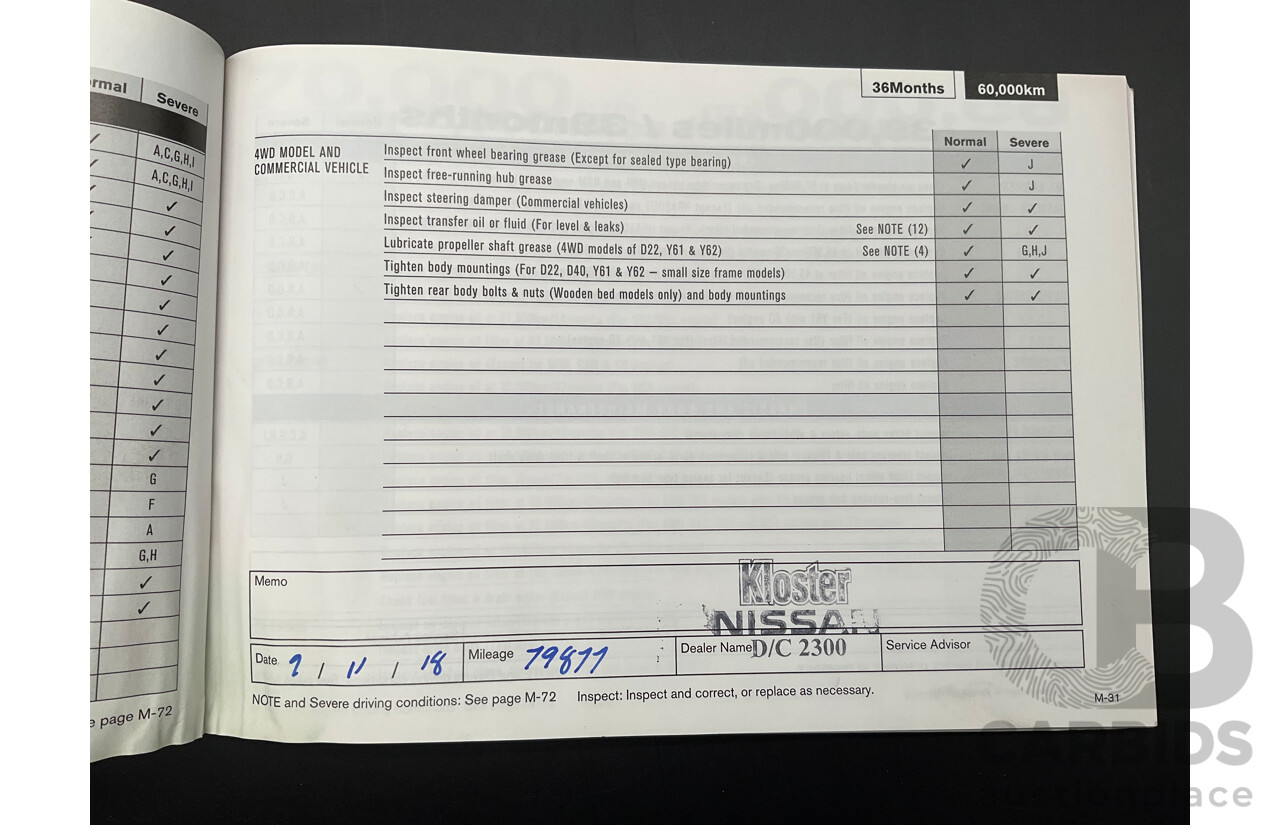 rmal Severe
A,C,G,H,I
A,C,G,H,I
✓
✓
✓
✓
✓
✓
✓
✓
✓
✓
✓
G
F
A
G,H
✓
✓
e page M-72
36Months 60,000km
Normal Severe
4WD MODEL AND
COMMERCIAL VEHICLE
Inspect front wheel bearing grease (Except for sealed type bearing) ✓ J
Inspect free-running hub grease ✓ J
Inspect steering damper (Commercial vehicles) ✓ ✓
Inspect transfer oil or fluid (For level & leaks) See NOTE (12) ✓ ✓
Lubricate propeller shaft grease (4WD models of D22, Y61 & Y62) See NOTE (4) ✓ G,H,J
Tighten body mountings (For D22, D40, Y61 & Y62 – small size frame models) ✓ ✓
Tighten rear body bolts & nuts (Wooden bed models only) and body mountings ✓ ✓
Memo
Kloster
NISSAN
Date 9 / 11 / 18 Mileage 79877 Dealer Name D/C 2300 Service Advisor
NOTE and Severe driving conditions: See page M-72 Inspect: Inspect and correct, or replace as necessary.
M-31
CB
CARBIDS
auctionplace